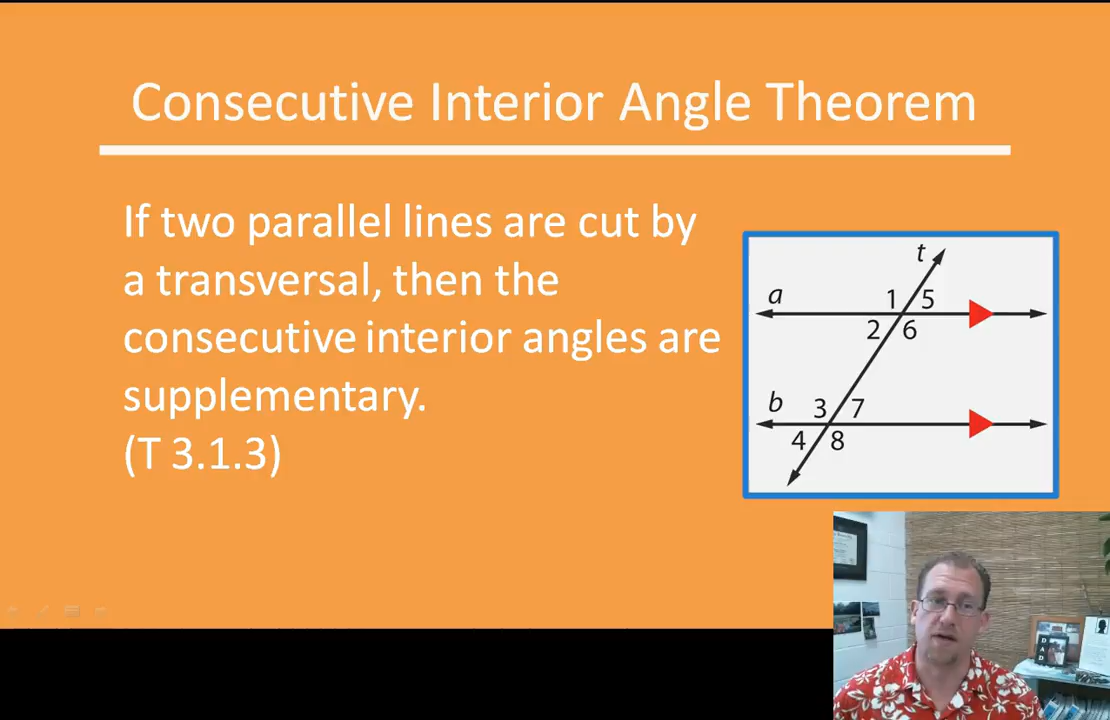 Consecutive Interior Angle Theorem
If two parallel lines are cut by
a transversal, then the
consecutive interior angles are
supplementary.
(T 3.1.3)
t
a
1 5
2 6
b
3 7
4 8
DAD